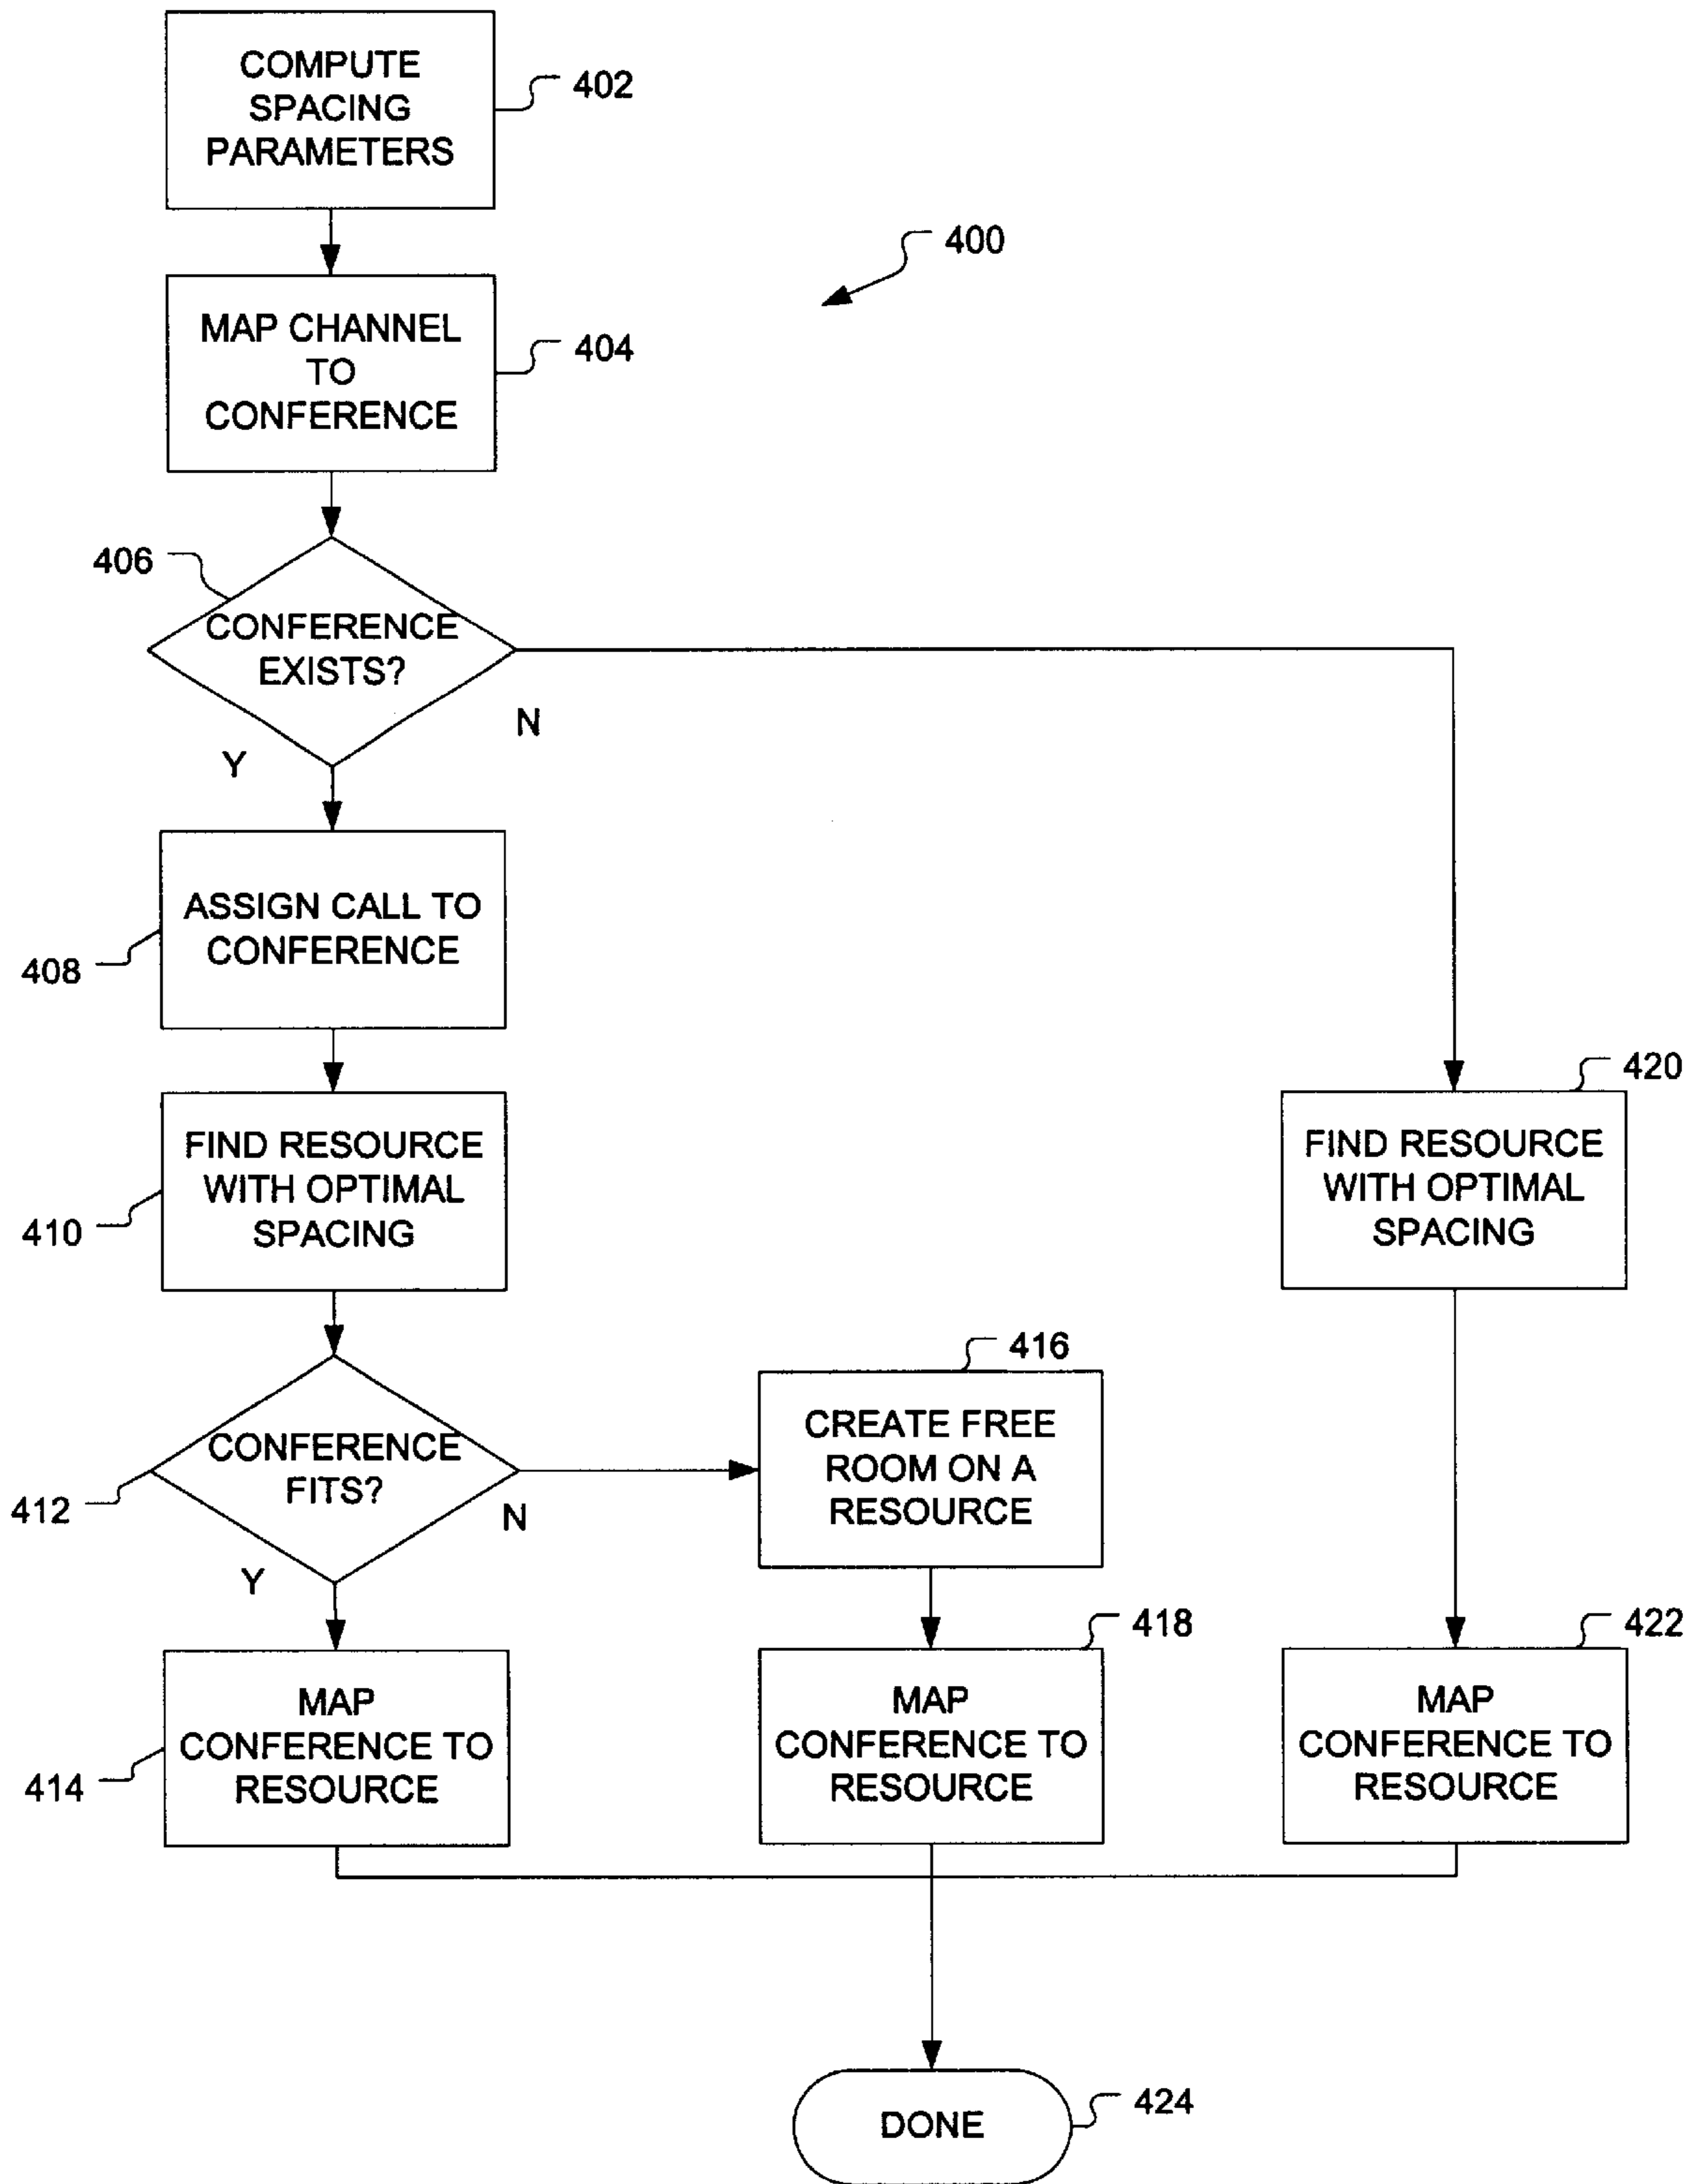 COMPUTE
SPACING
PARAMETERS
402
400
MAP CHANNEL
TO
CONFERENCE
404
406
CONFERENCE
EXISTS?
N
Y
ASSIGN CALL TO
CONFERENCE
408
420
FIND RESOURCE
WITH OPTIMAL
SPACING
410
FIND RESOURCE
WITH OPTIMAL
SPACING
416
CONFERENCE
FITS?
412
N
Y
CREATE FREE
ROOM ON A
RESOURCE
418
422
MAP
CONFERENCE TO
RESOURCE
414
MAP
CONFERENCE TO
RESOURCE
MAP
CONFERENCE TO
RESOURCE
DONE
424